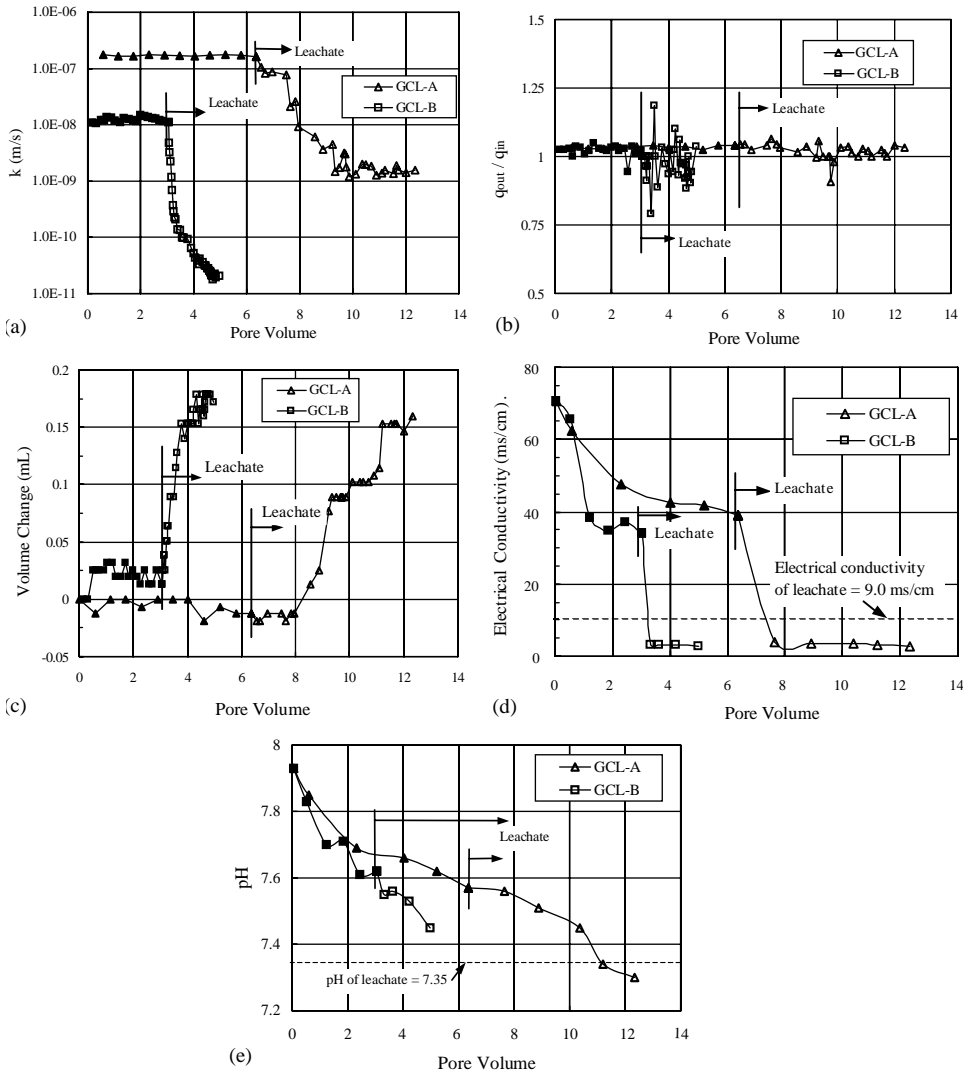 1.0E-06
1.0E-07
1.0E-08
1.0E-09
1.0E-10
1.0E-11
k (m/s)
Leachate
GCL-A
GCL-B
Leachate
0 2 4 6 8 10 12 14
Pore Volume
(a)
1.5
1.25
1
0.75
0.5
qout / qin
GCL-A
GCL-B
Leachate
Leachate
0 2 4 6 8 10 12 14
Pore Volume
(b)
0.2
0.15
0.1
0.05
0
-0.05
Volume Change (mL)
GCL-A
GCL-B
Leachate
Leachate
0 2 4 6 8 10 12 14
Pore Volume
(c)
80
60
40
20
0
Electrical Conductivity (ms/cm).
GCL-A
GCL-B
Leachate
Leachate
Electrical conductivity
of leachate = 9.0 ms/cm
0 2 4 6 8 10 12 14
Pore Volume
(d)
8
7.8
7.6
7.4
7.2
pH
GCL-A
GCL-B
Leachate
pH of leachate = 7.35
0 2 4 6 8 10 12 14
Pore Volume
(e)